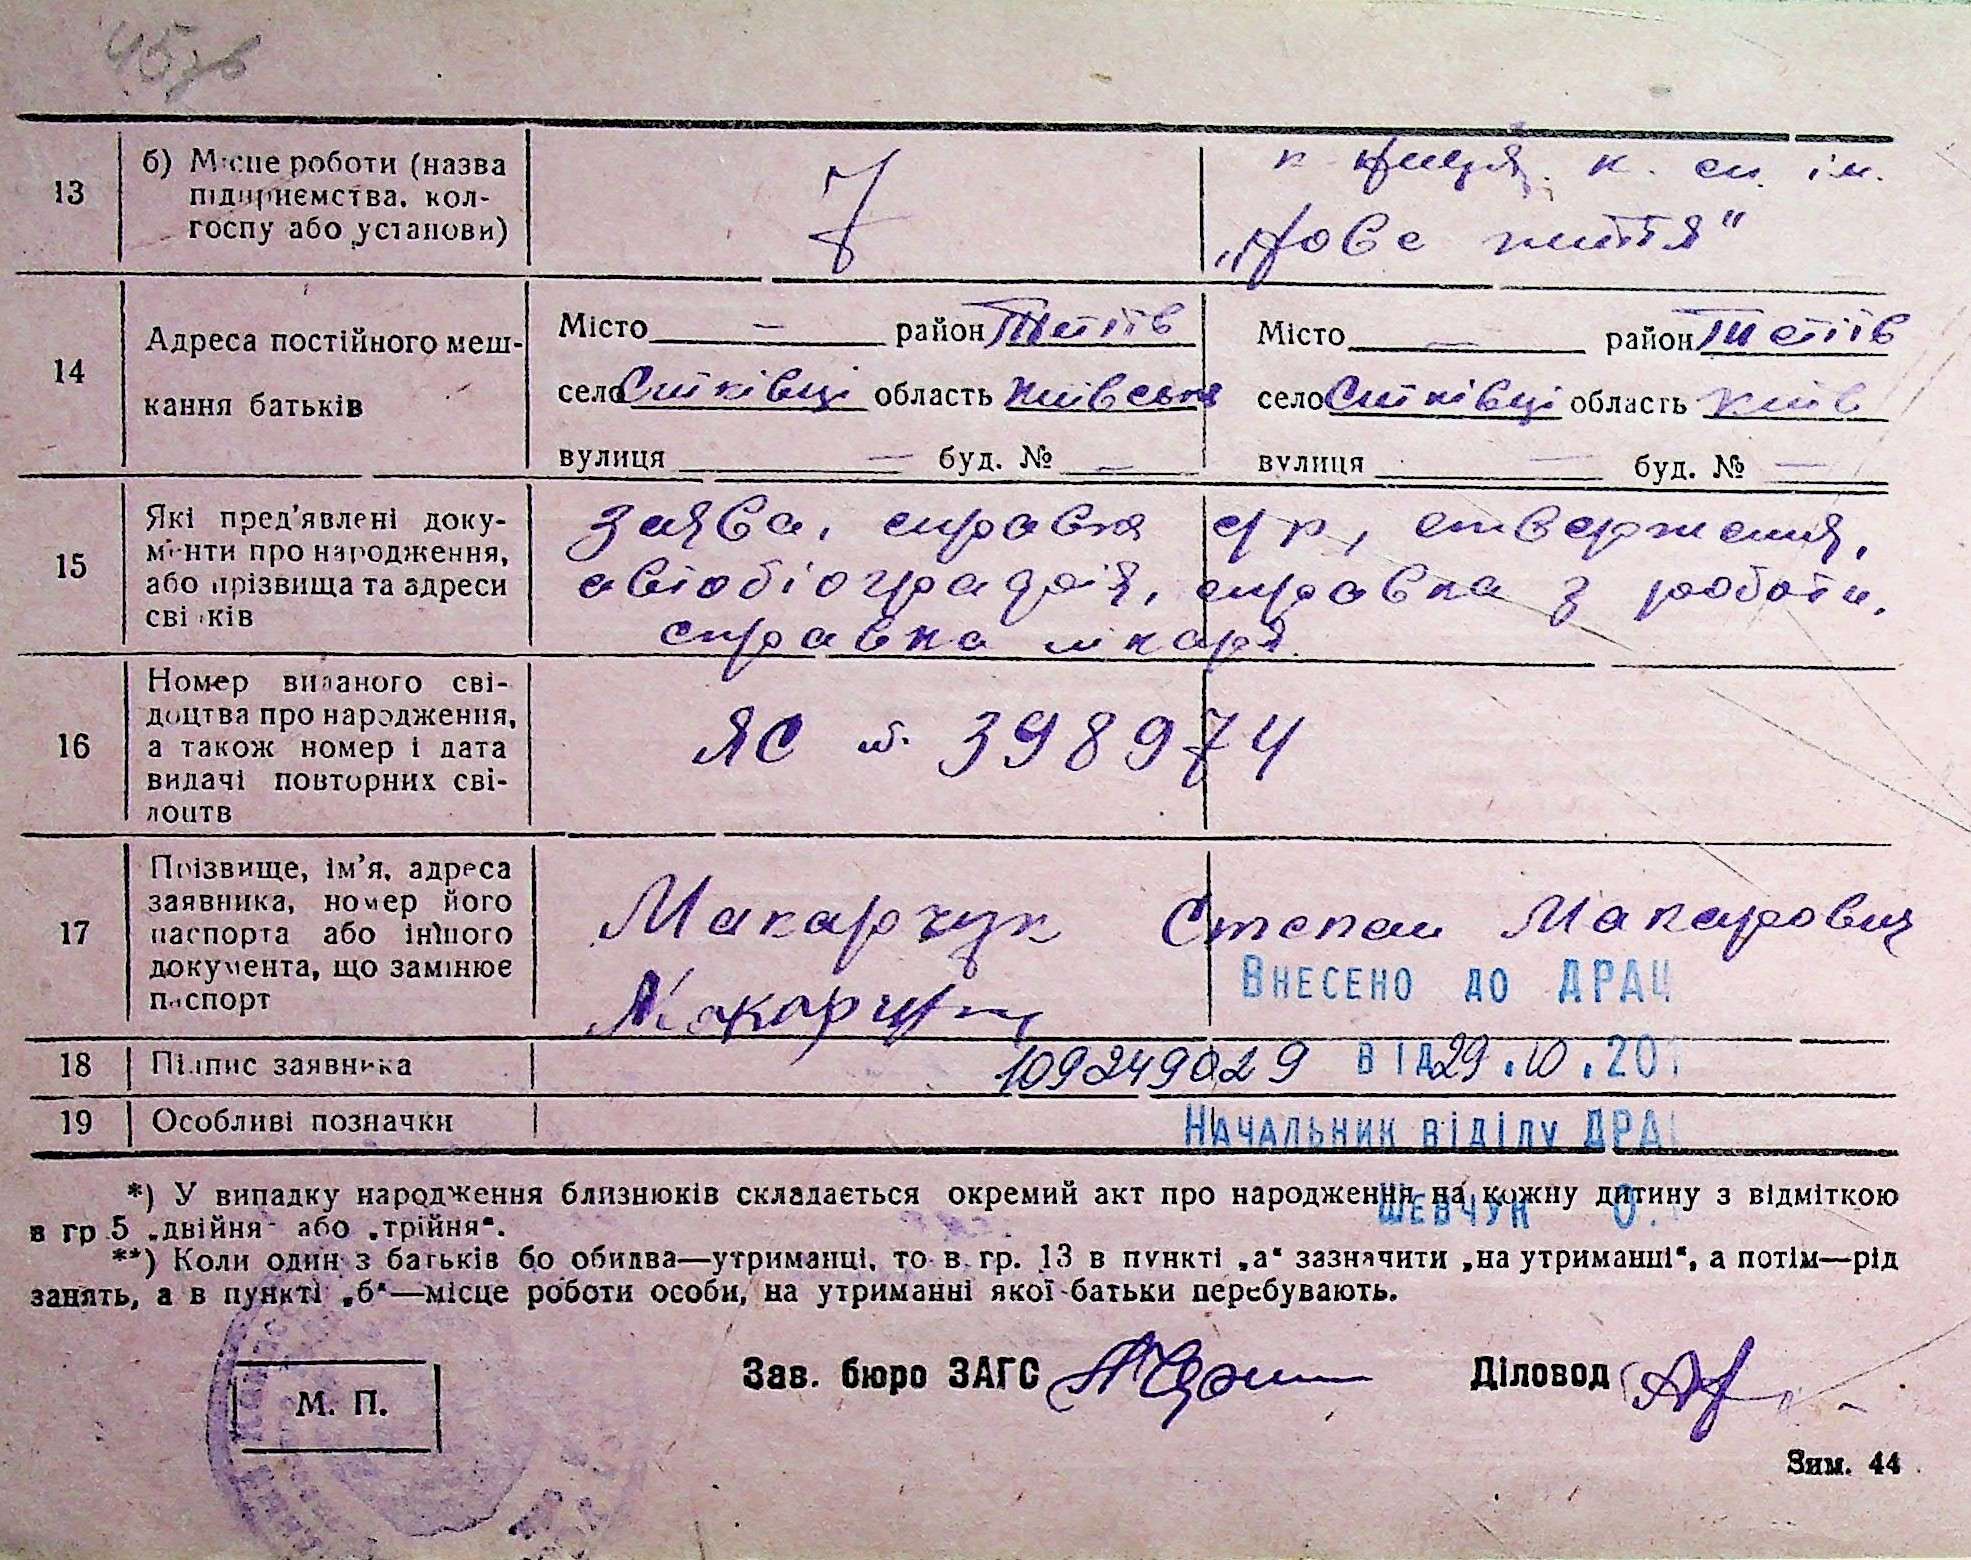 45зв
13 б) Місце роботи (назва
підприємства, кол-
госпу або установи)
к. сп. ім.
„Нове життя"
14 Адреса постійного меш-
кання батьків
Місто — район Тетіїв Місто — район Тетіїв
село область Київська село область Київ
вулиця — буд. № — вулиця — буд. № —
15 Які пред'явлені доку-
менти про народження,
або прізвища та адреси
свідків
Заява, справка с/р, ствердження,
автобіографія, справка з роботи,
справка лікаря.
16 Номер виданого сві-
доцтва про народження,
а також номер і дата
видачі повторних сві-
доцтв
ЯС № 398974
17 Прізвище, ім'я, адреса
заявника, номер його
паспорта або іншого
документа, що замінює
паспорт
Макарчук Степан Макарович
Внесено до ДРАЦ
Макарчук
18 Підпис заявника
109249029 від 29.10.201
19 Особливі позначки
Начальник відділу ДРАЦ
*) У випадку народження близнюків складається окремий акт про народження на кожну дитину з відміткою
в гр 5 „двійня" або „трійня".
Шевчук О.
**) Коли один з батьків бо обидва—утриманці, то в гр. 13 в пункті „а" зазначити „на утриманні", а потім—рід
занять, а в пункті „б"—місце роботи особи, на утриманні якої батьки перебувають.
М. П.
Зав. бюро ЗАГС Діловод
Зим. 44